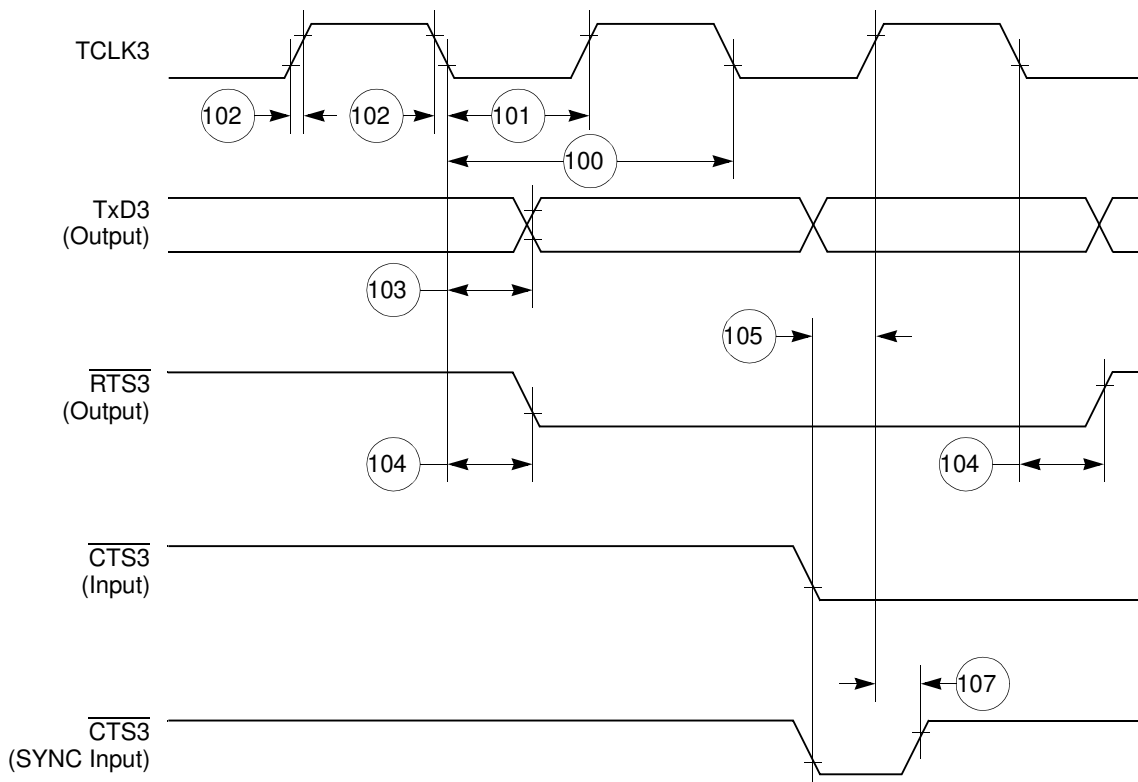 TCLK3
102
102
101
100
TxD3
(Output)
103
105
RTS3
(Output)
104
104
CTS3
(Input)
107
CTS3
(SYNC Input)